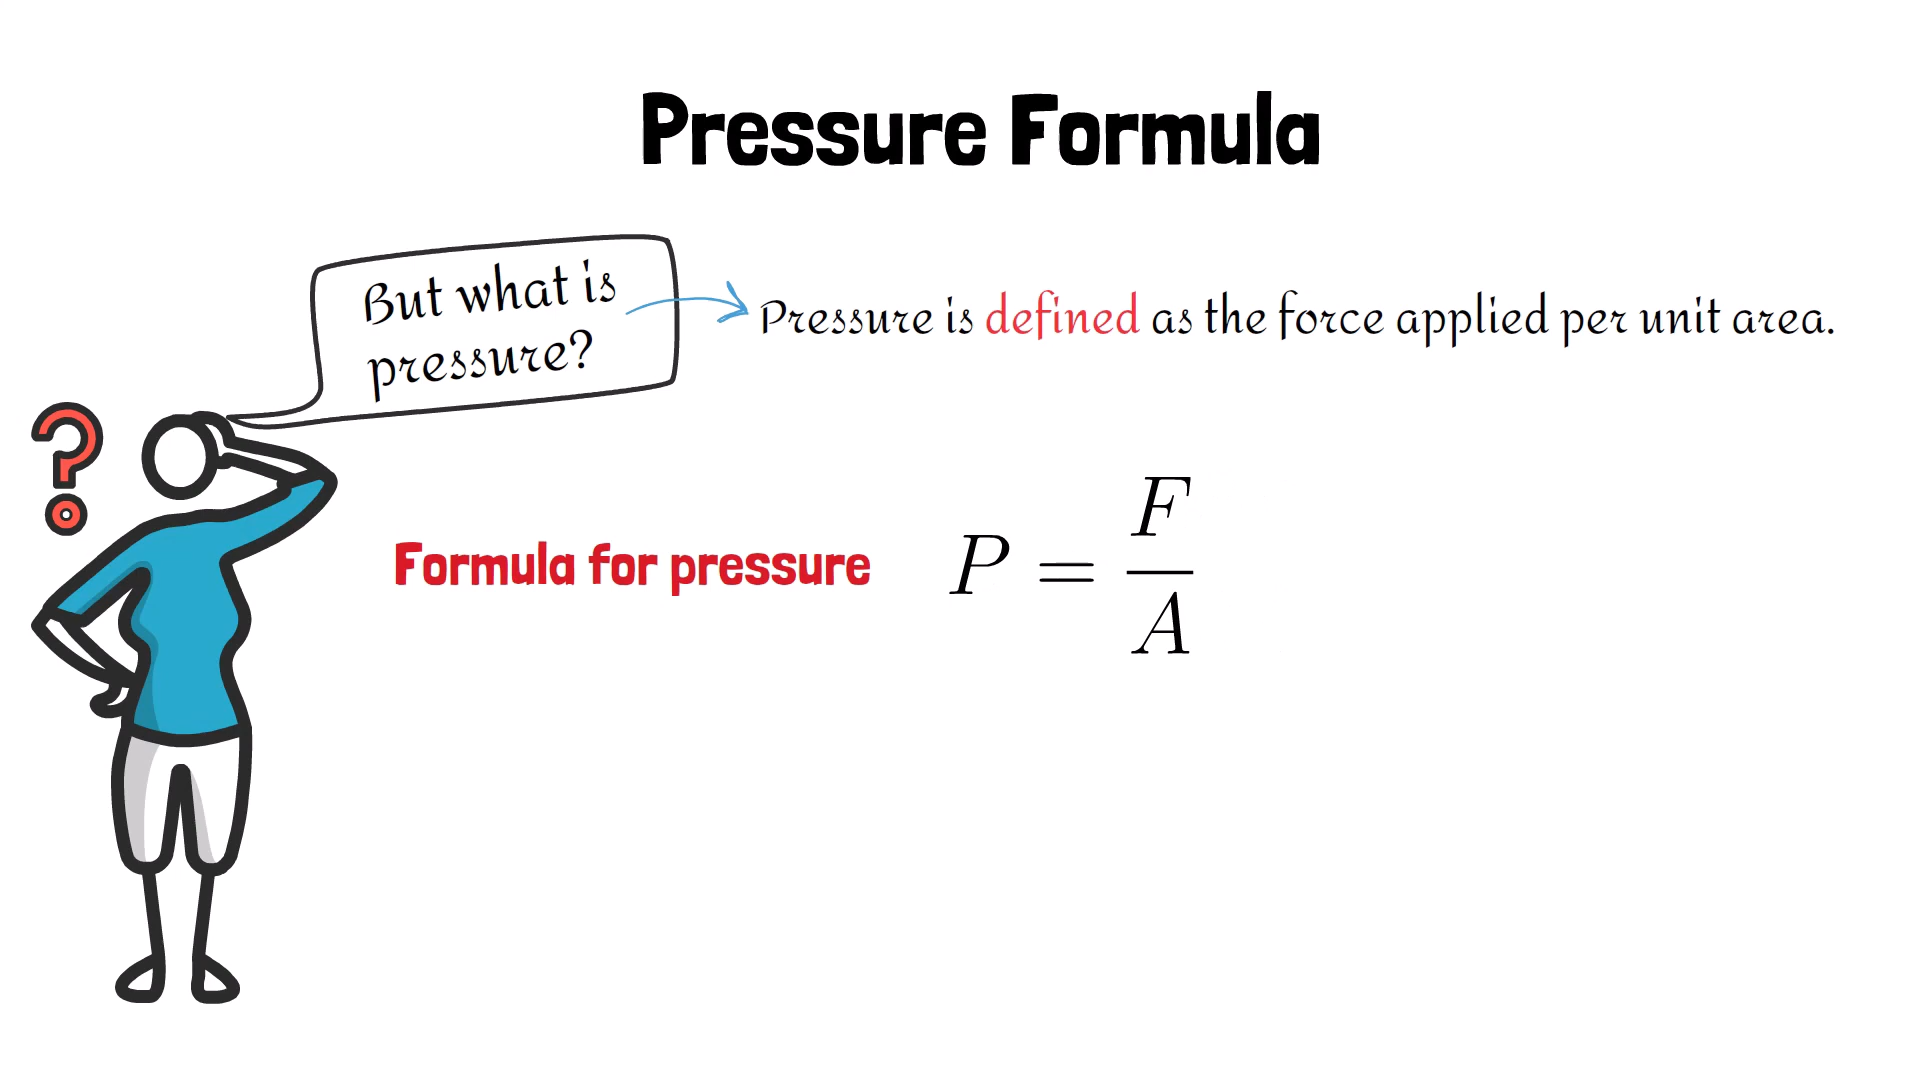 Pressure Formula
But what is
pressure?
Pressure is defined as the force applied per unit area.
?
Formula for pressure
P = F/A